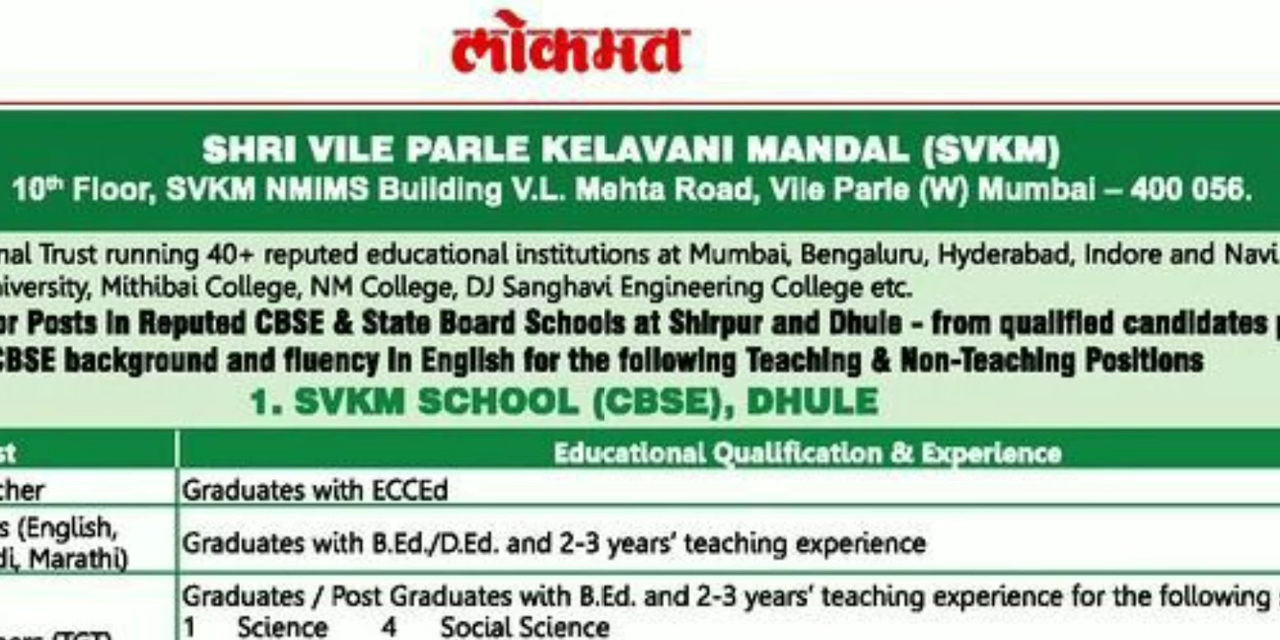 लोकमत
SHRI VILE PARLE KELAVANI MANDAL (SVKM)
10th Floor, SVKM NMIMS Building V.L. Mehta Road, Vile Parle (W) Mumbai – 400 056.
nal Trust running 40+ reputed educational institutions at Mumbai, Bengaluru, Hyderabad, Indore and Navi
iversity, Mithibai College, NM College, DJ Sanghavi Engineering College etc.
or Posts in Reputed CBSE & State Board Schools at Shirpur and Dhule – from qualified candidates
CBSE background and fluency in English for the following Teaching & Non-Teaching Positions
1. SVKM SCHOOL (CBSE), DHULE
st Educational Qualification & Experience
cher Graduates with ECCEd
s (English,
di, Marathi) Graduates with B.Ed./D.Ed. and 2-3 years' teaching experience
Graduates / Post Graduates with B.Ed. and 2-3 years' teaching experience for the following
1 Science 4 Social Science
(TGT)